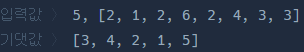 입력값 > 5, [2, 1, 2, 6, 2, 4, 3, 3]
기댓값 > [3, 4, 2, 1, 5]